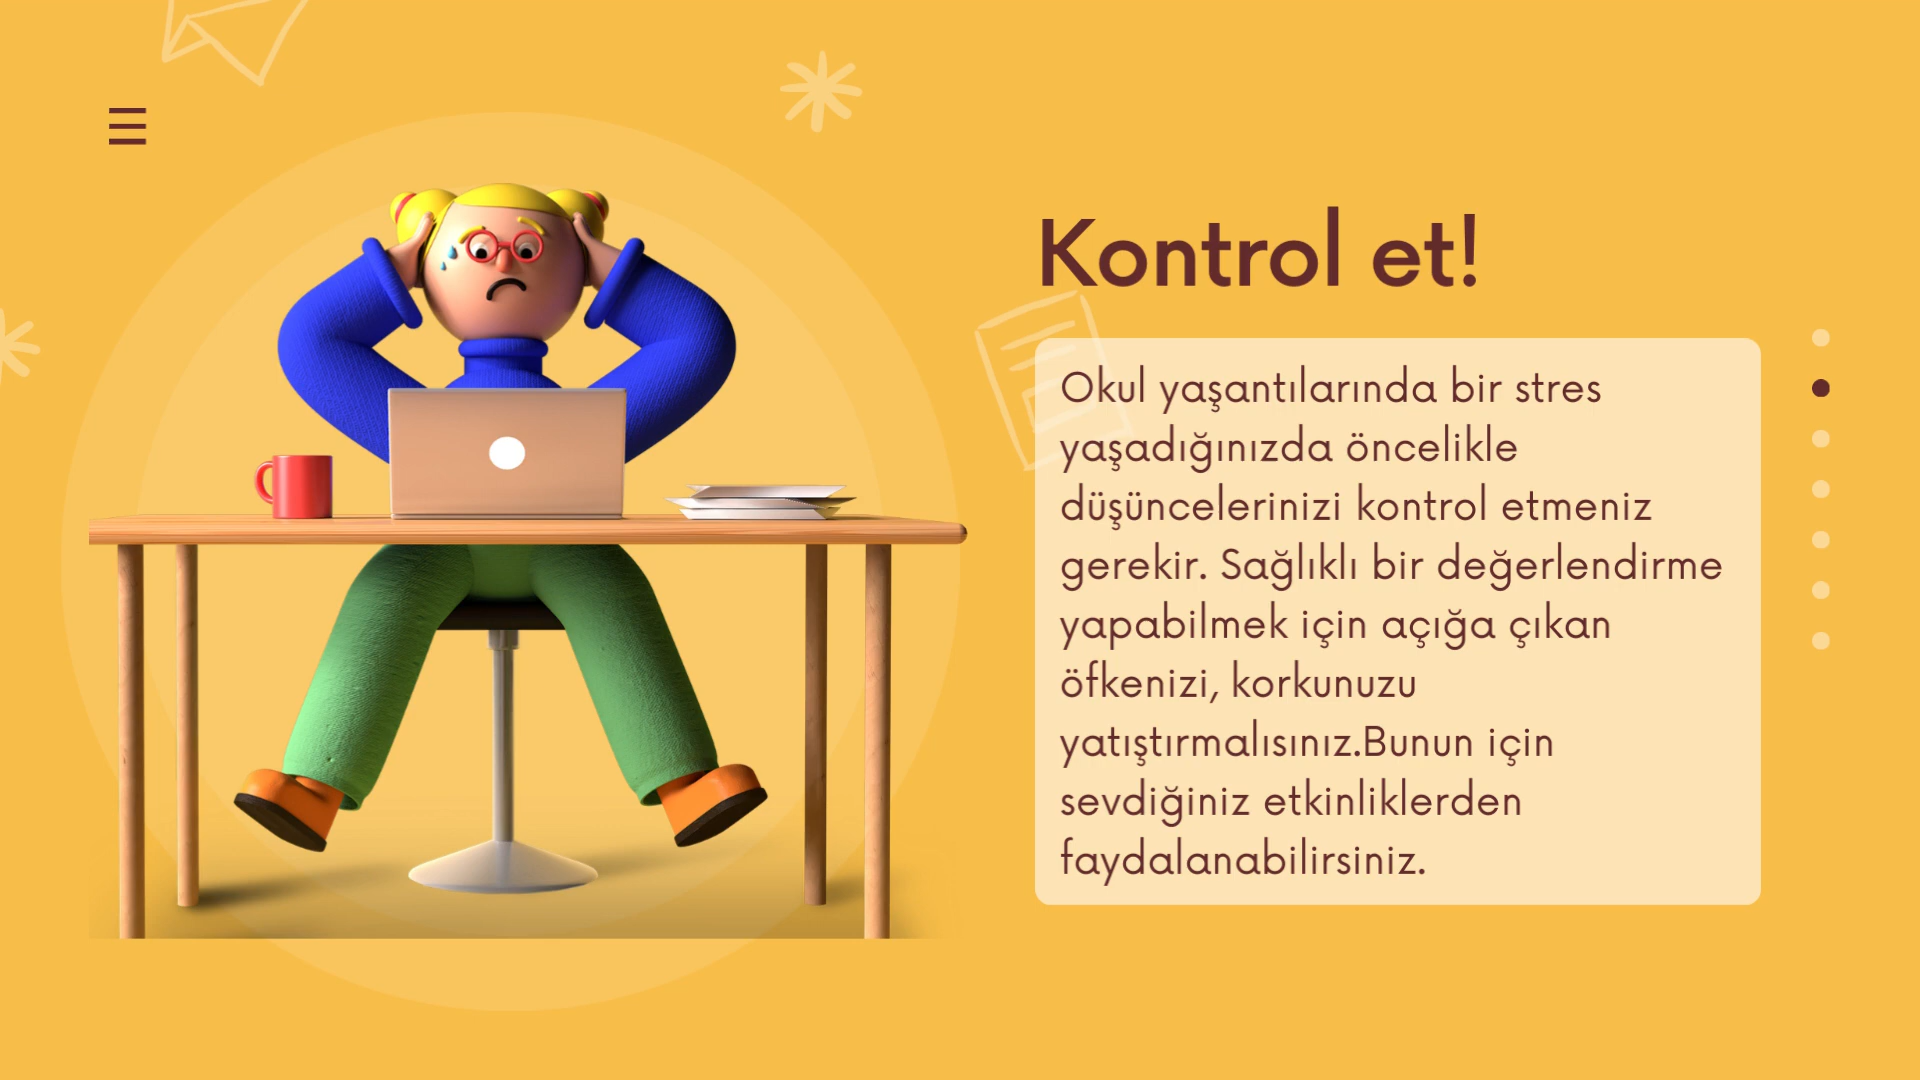 Kontrol et!
Okul yaşantılarında bir stres
yaşadığınızda öncelikle
düşüncelerinizi kontrol etmeniz
gerekir. Sağlıklı bir değerlendirme
yapabilmek için açığa çıkan
öfkenizi, korkunuzu
yatıştırmalısınız.Bunun için
sevdiğiniz etkinliklerden
faydalanabilirsiniz.